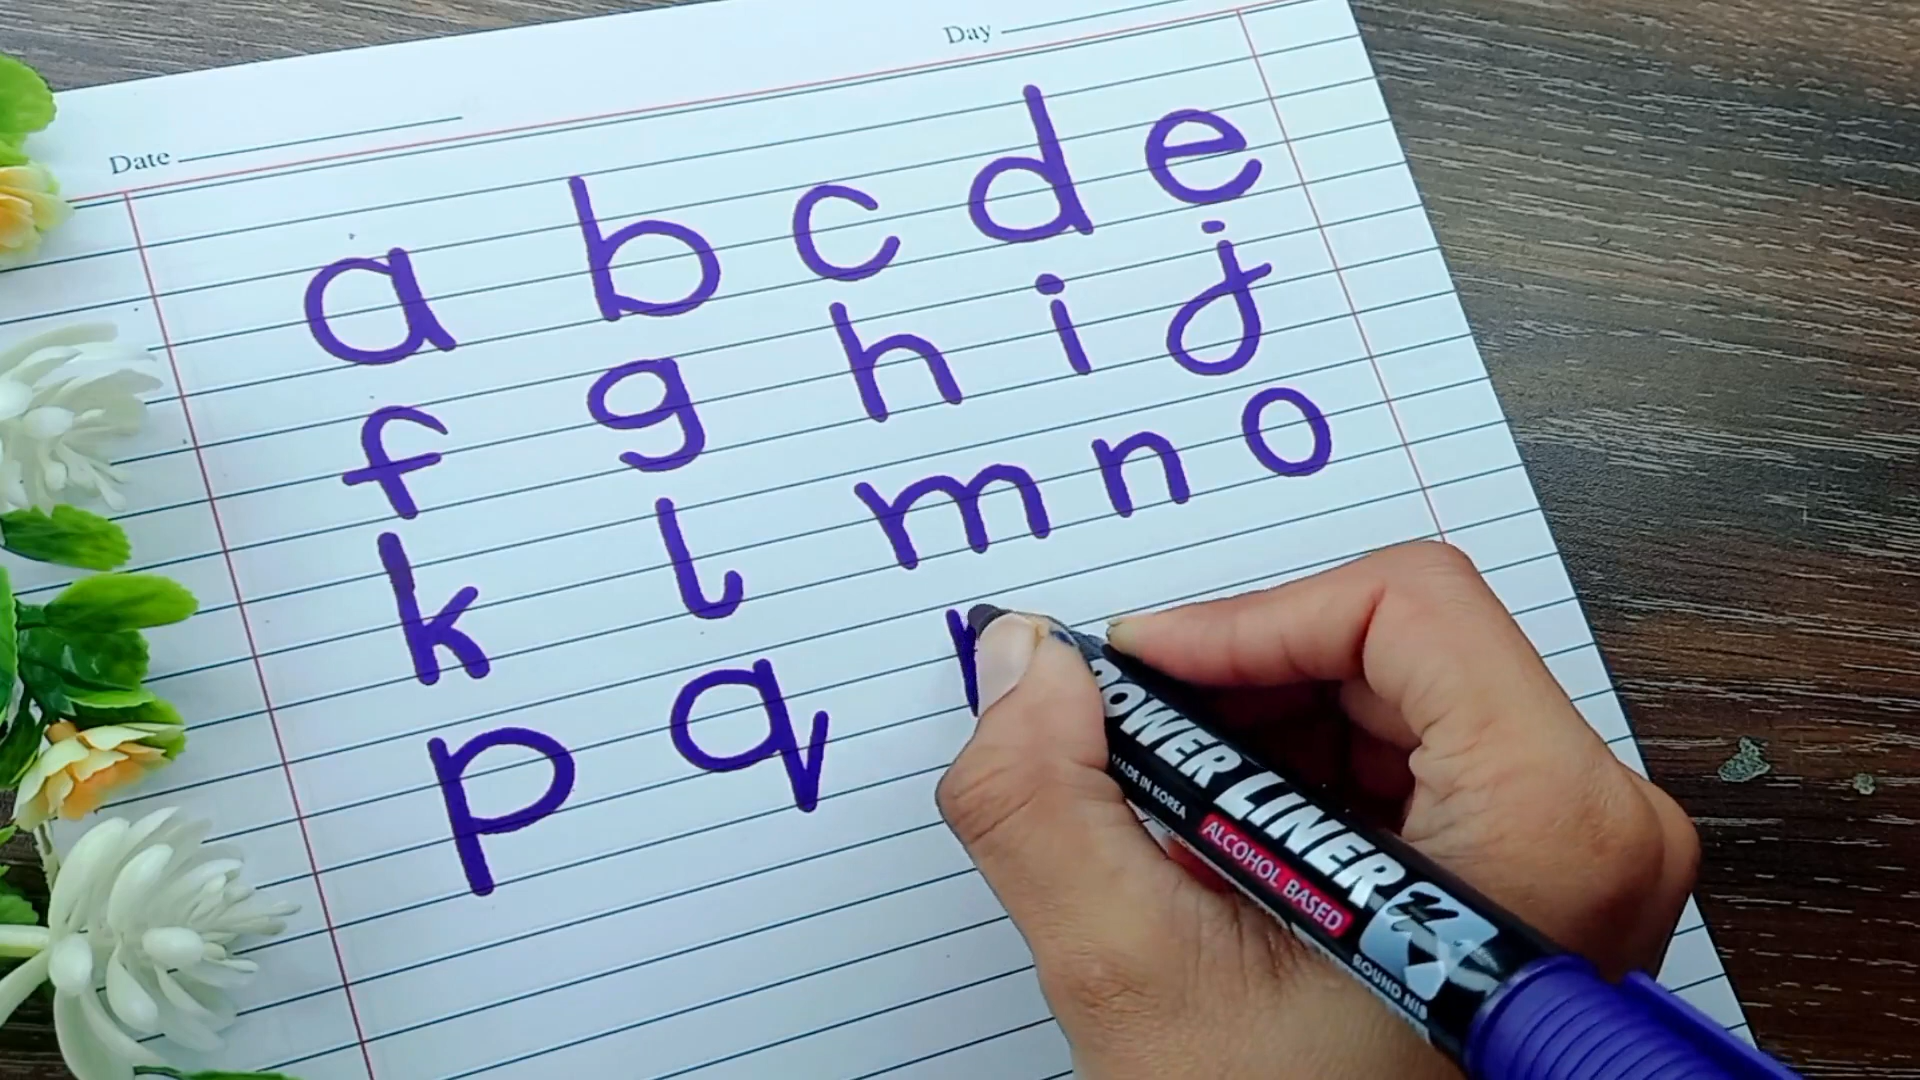 Day
Date
a b c d e
f g h i j
k l m n o
p q r
POWER LINER
MADE IN KOREA
ALCOHOL BASED
ROUND NIB